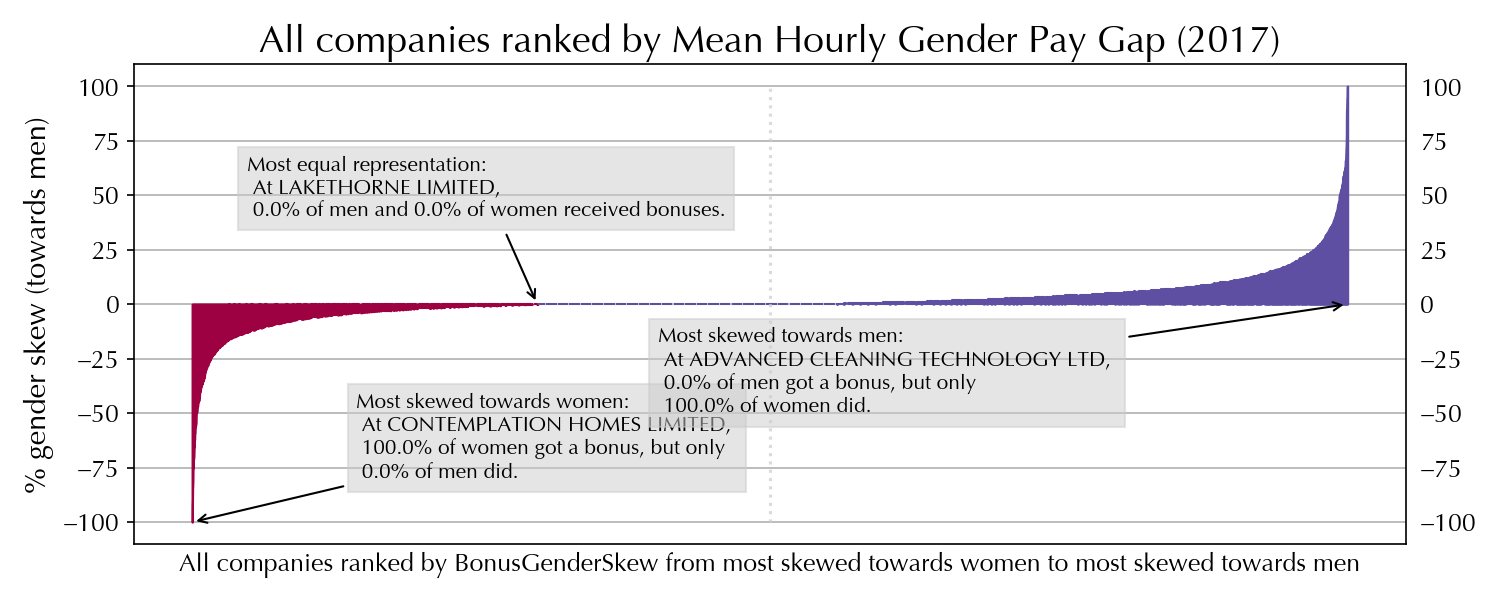 All companies ranked by Mean Hourly Gender Pay Gap (2017)
% gender skew (towards men)
100
75
50
25
0
−25
−50
−75
−100
Most equal representation:
At LAKETHORNE LIMITED,
0.0% of men and 0.0% of women received bonuses.
Most skewed towards men:
At ADVANCED CLEANING TECHNOLOGY LTD,
0.0% of men got a bonus, but only
100.0% of women did.
Most skewed towards women:
At CONTEMPLATION HOMES LIMITED,
100.0% of women got a bonus, but only
0.0% of men did.
100
75
50
25
0
−25
−50
−75
−100
All companies ranked by BonusGenderSkew from most skewed towards women to most skewed towards men